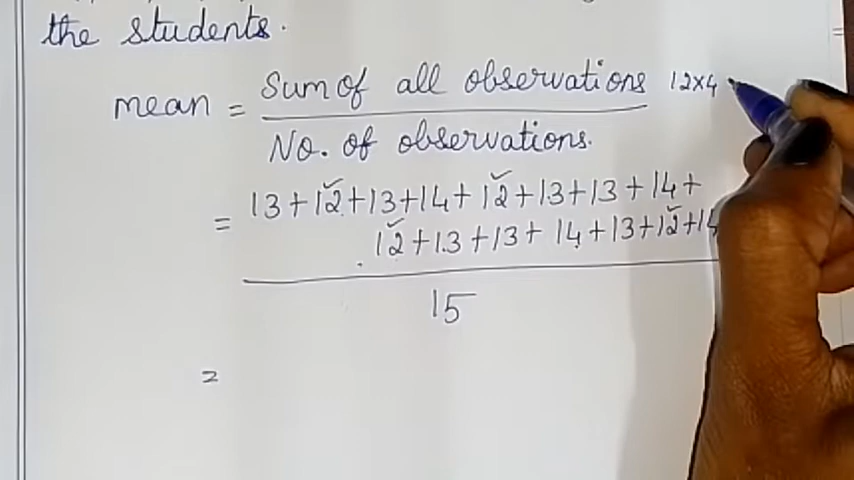 the students.
mean = Sum of all observations 12×4
No. of observations.
= 13+12+13+14+12+13+13+14+
12+13+13+14+13+12+14
15
=